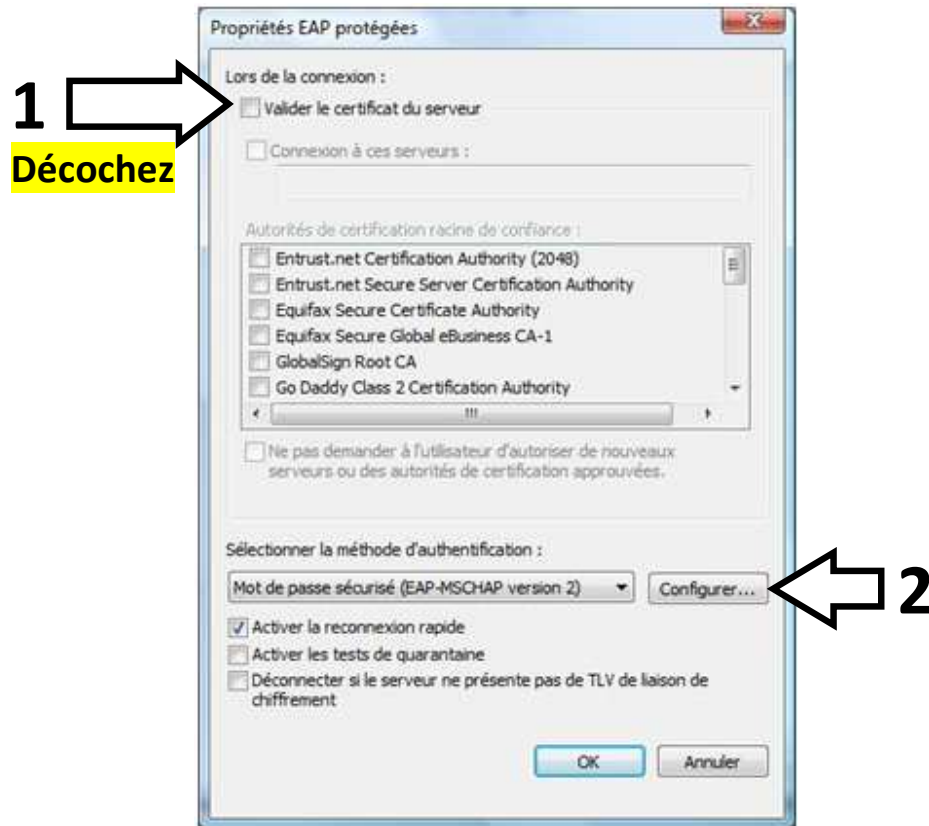 Propriétés EAP protégées
Lors de la connexion :
1
Valider le certificat du serveur
Décochez
Connexion à ces serveurs :
Autorités de certification racine de confiance :
Entrust.net Certification Authority (2048)
Entrust.net Secure Server Certification Authority
Equifax Secure Certificate Authority
Equifax Secure Global eBusiness CA-1
GlobalSign Root CA
Go Daddy Class 2 Certification Authority
Ne pas demander à l'utilisateur d'autoriser de nouveaux
serveurs ou des autorités de certification approuvées.
Sélectionner la méthode d'authentification :
Mot de passe sécurisé (EAP-MSCHAP version 2)
Configurer...
2
Activer la reconnexion rapide
Activer les tests de quarantaine
Déconnecter si le serveur ne présente pas de TLV de liaison de
chiffrement
OK
Annuler